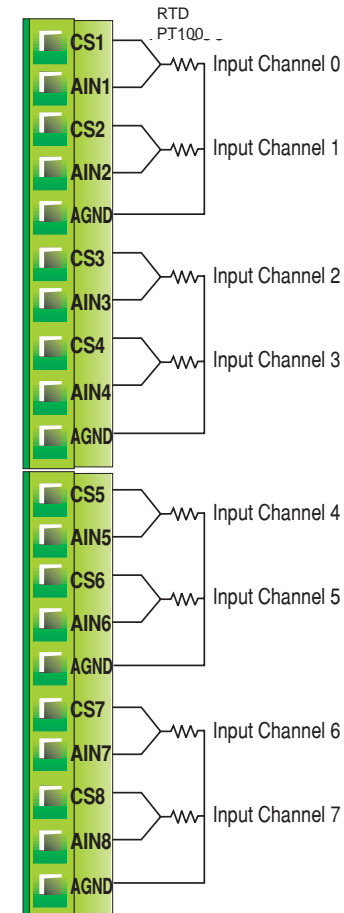 RTD
PT100
CS1
Input Channel 0
AIN1
CS2
Input Channel 1
AIN2
AGND
CS3
Input Channel 2
AIN3
CS4
Input Channel 3
AIN4
AGND
CS5
Input Channel 4
AIN5
CS6
Input Channel 5
AIN6
AGND
CS7
Input Channel 6
AIN7
CS8
Input Channel 7
AIN8
AGND